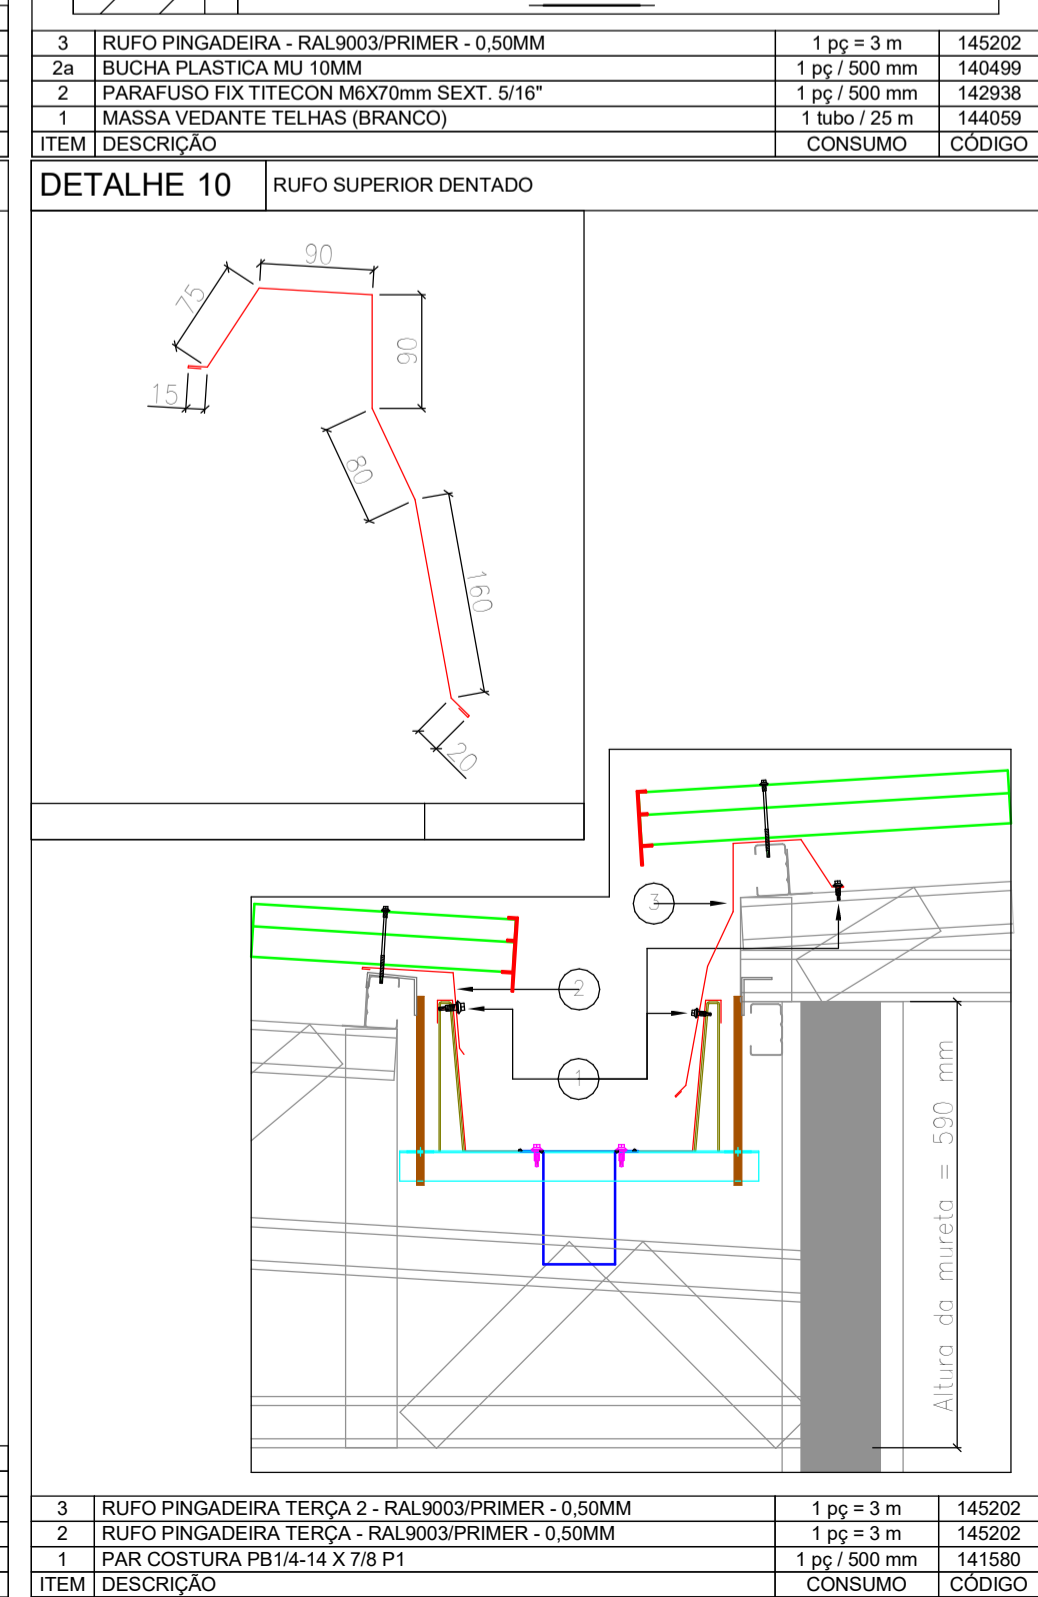 3 RUFO PINGADEIRA - RAL9003/PRIMER - 0,50MM 1 pç = 3 m 145202
2a BUCHA PLASTICA MU 10MM 1 pç / 500 mm 140499
2 PARAFUSO FIX TITECON M6X70mm SEXT. 5/16" 1 pç / 500 mm 142938
1 MASSA VEDANTE TELHAS (BRANCO) 1 tubo / 25 m 144059
ITEM DESCRIÇÃO CONSUMO CÓDIGO
DETALHE 10 RUFO SUPERIOR DENTADO
90
75
90
15
80
160
20
3
2
1
Altura da mureta = 590 mm
3 RUFO PINGADEIRA TERÇA 2 - RAL9003/PRIMER - 0,50MM 1 pç = 3 m 145202
2 RUFO PINGADEIRA TERÇA - RAL9003/PRIMER - 0,50MM 1 pç = 3 m 145202
1 PAR COSTURA PB1/4-14 X 7/8 P1 1 pç / 500 mm 141580
ITEM DESCRIÇÃO CONSUMO CÓDIGO